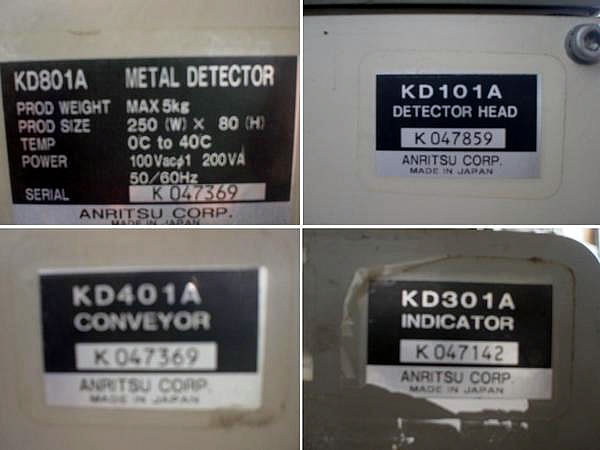 KD801A METAL DETECTOR
PROD WEIGHT MAX 5kg
PROD SIZE 250 (W) × 80 (H)
TEMP 0C to 40C
POWER 100Vacφ1 200VA
50/60Hz
SERIAL K 047369
ANRITSU CORP.
MADE IN JAPAN
KD101A
DETECTOR HEAD
K 047859
ANRITSU CORP.
MADE IN JAPAN
KD401A
CONVEYOR
K 047369
ANRITSU CORP.
MADE IN JAPAN
KD301A
INDICATOR
K 047142
ANRITSU CORP.
MADE IN JAPAN